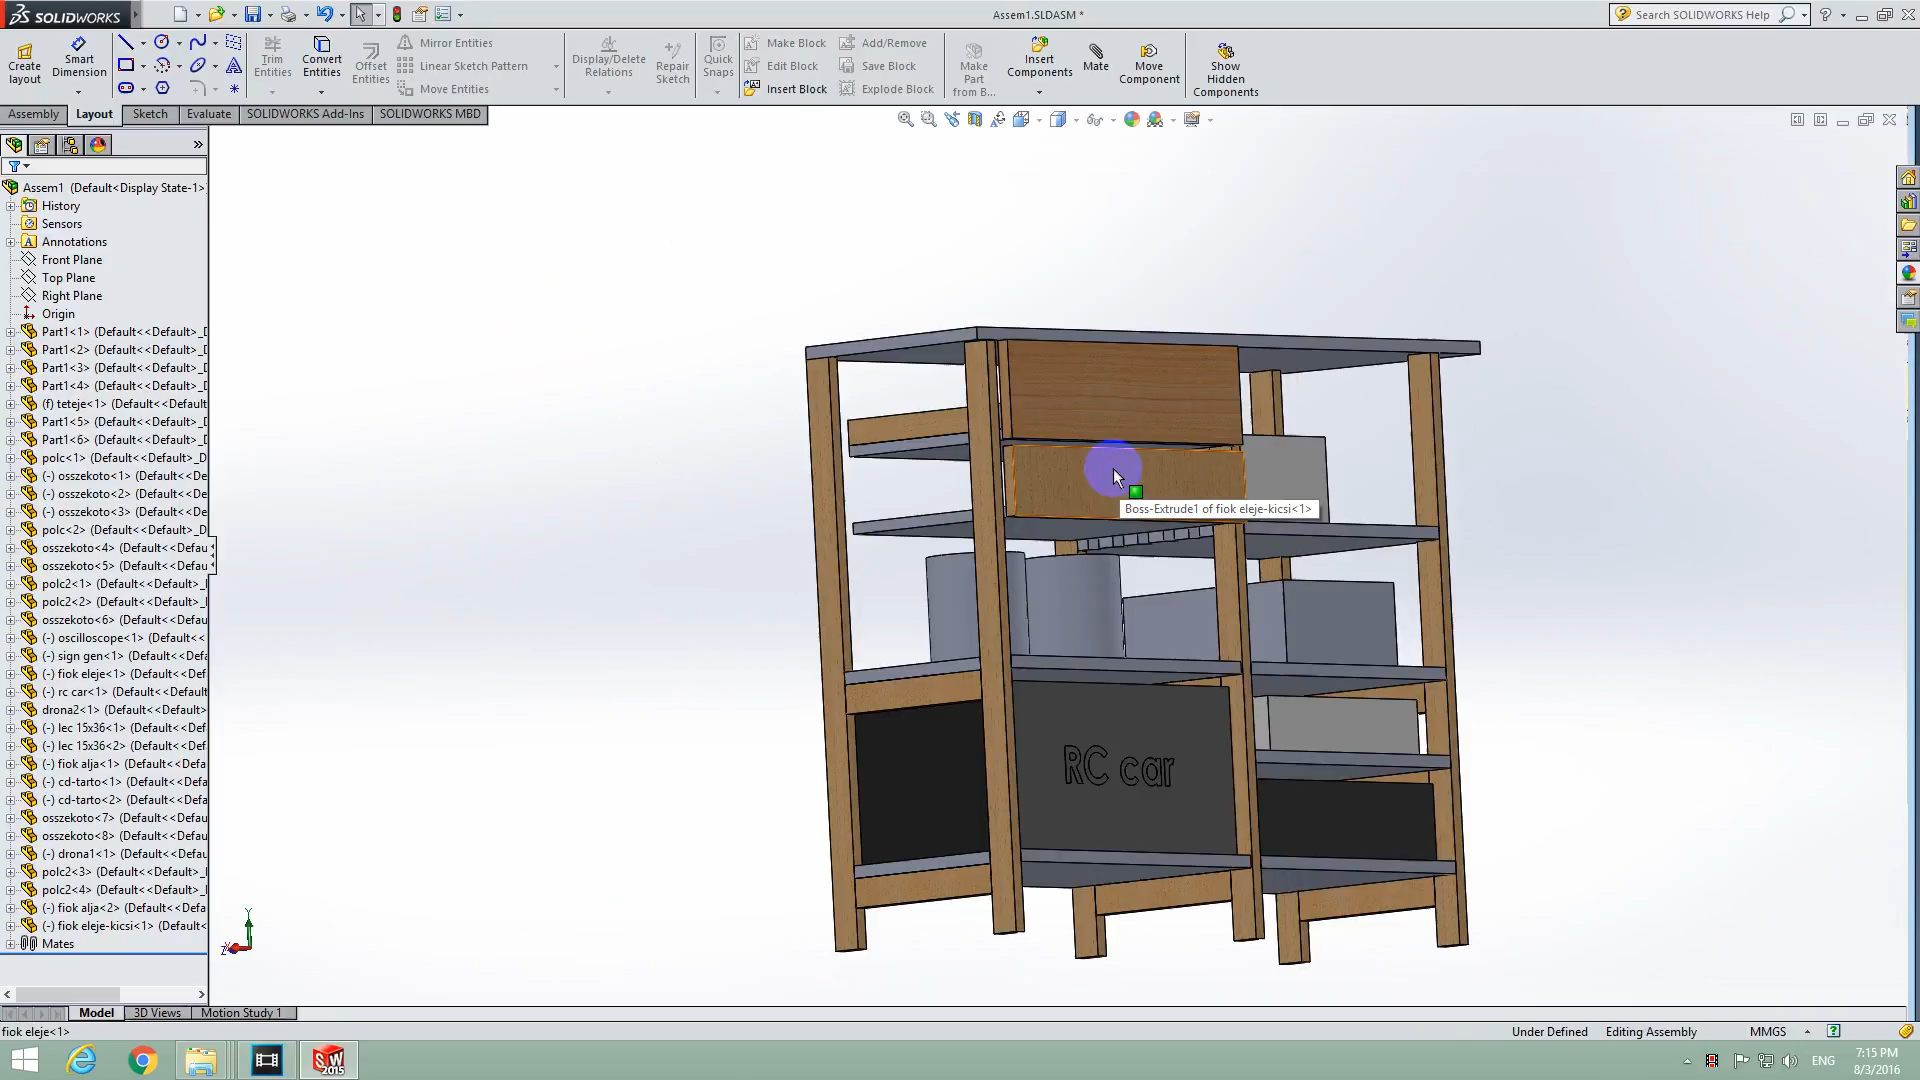 SOLIDWORKS
Assem1.SLDASM *
Search SOLIDWORKS Help
Create layout
Smart Dimension
Trim Entities
Convert Entities
Offset Entities
Mirror Entities
Linear Sketch Pattern
Move Entities
Display/Delete Relations
Repair Sketch
Quick Snaps
Make Block
Edit Block
Insert Block
Add/Remove
Save Block
Explode Block
Make Part from B...
Insert Components
Mate
Move Component
Show Hidden Components
Assembly
Layout
Sketch
Evaluate
SOLIDWORKS Add-Ins
SOLIDWORKS MBD
Assem1 (Default<Display State-1>)
History
Sensors
Annotations
Front Plane
Top Plane
Right Plane
Origin
Part1<1> (Default<<Default>_D
Part1<2> (Default<<Default>_D
Part1<3> (Default<<Default>_D
Part1<4> (Default<<Default>_D
(f) teteje<1> (Default<<Default
Part1<5> (Default<<Default>_D
Part1<6> (Default<<Default>_D
polc<1> (Default<<Default>_D
(-) osszekoto<1> (Default<<De
(-) osszekoto<2> (Default<<De
(-) osszekoto<3> (Default<<De
polc<2> (Default<<Default>_D
osszekoto<4> (Default<<Defau
osszekoto<5> (Default<<Defau
polc2<1> (Default<<Default>_
polc2<2> (Default<<Default>_
osszekoto<6> (Default<<Defau
(-) oscilloscope<1> (Default<<
(-) sign gen<1> (Default<<Def
(-) fiok eleje<1> (Default<<Def
(-) rc car<1> (Default<<Default
drona2<1> (Default<<Default>
(-) lec 15x36<1> (Default<<Def
(-) lec 15x36<2> (Default<<Def
(-) fiok alja<1> (Default<<Defa
(-) cd-tarto<1> (Default<<Defa
(-) cd-tarto<2> (Default<<Defa
osszekoto<7> (Default<<Defau
osszekoto<8> (Default<<Defau
(-) drona1<1> (Default<<Defau
polc2<3> (Default<<Default>_
polc2<4> (Default<<Default>_
(-) fiok alja<2> (Default<<Defa
(-) fiok eleje-kicsi<1> (Default<
Mates
Boss-Extrude1 of fiok eleje-kicsi<1>
RC car
Y
Model
3D Views
Motion Study 1
fiok eleje<1>
Under Defined
Editing Assembly
MMGS
SW 2015
ENG
7:15 PM
8/3/2016